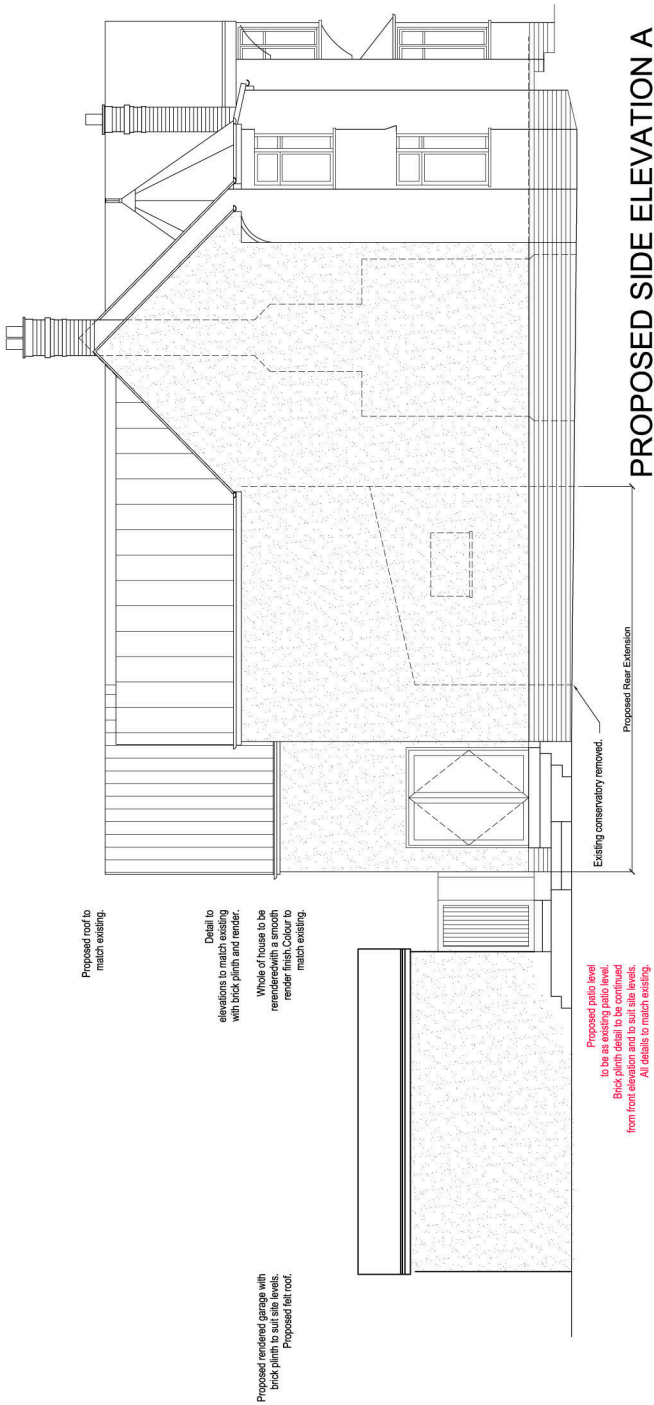 Proposed roof to
match existing.
Detail to
elevations to match existing
with brick plinth and render.
Whole of house to be
rerenderedwith a smooth
render finish.Colour to
match existing.
Proposed rendered garage with
brick plinth to suit site levels.
Proposed felt roof.
Existing conservatory removed.
Proposed Rear Extension
Proposed patio level
to be as existing patio level.
Brick plinth detail to be continued
from front elevation and to suit site levels.
All details to match existing.
PROPOSED SIDE ELEVATION A